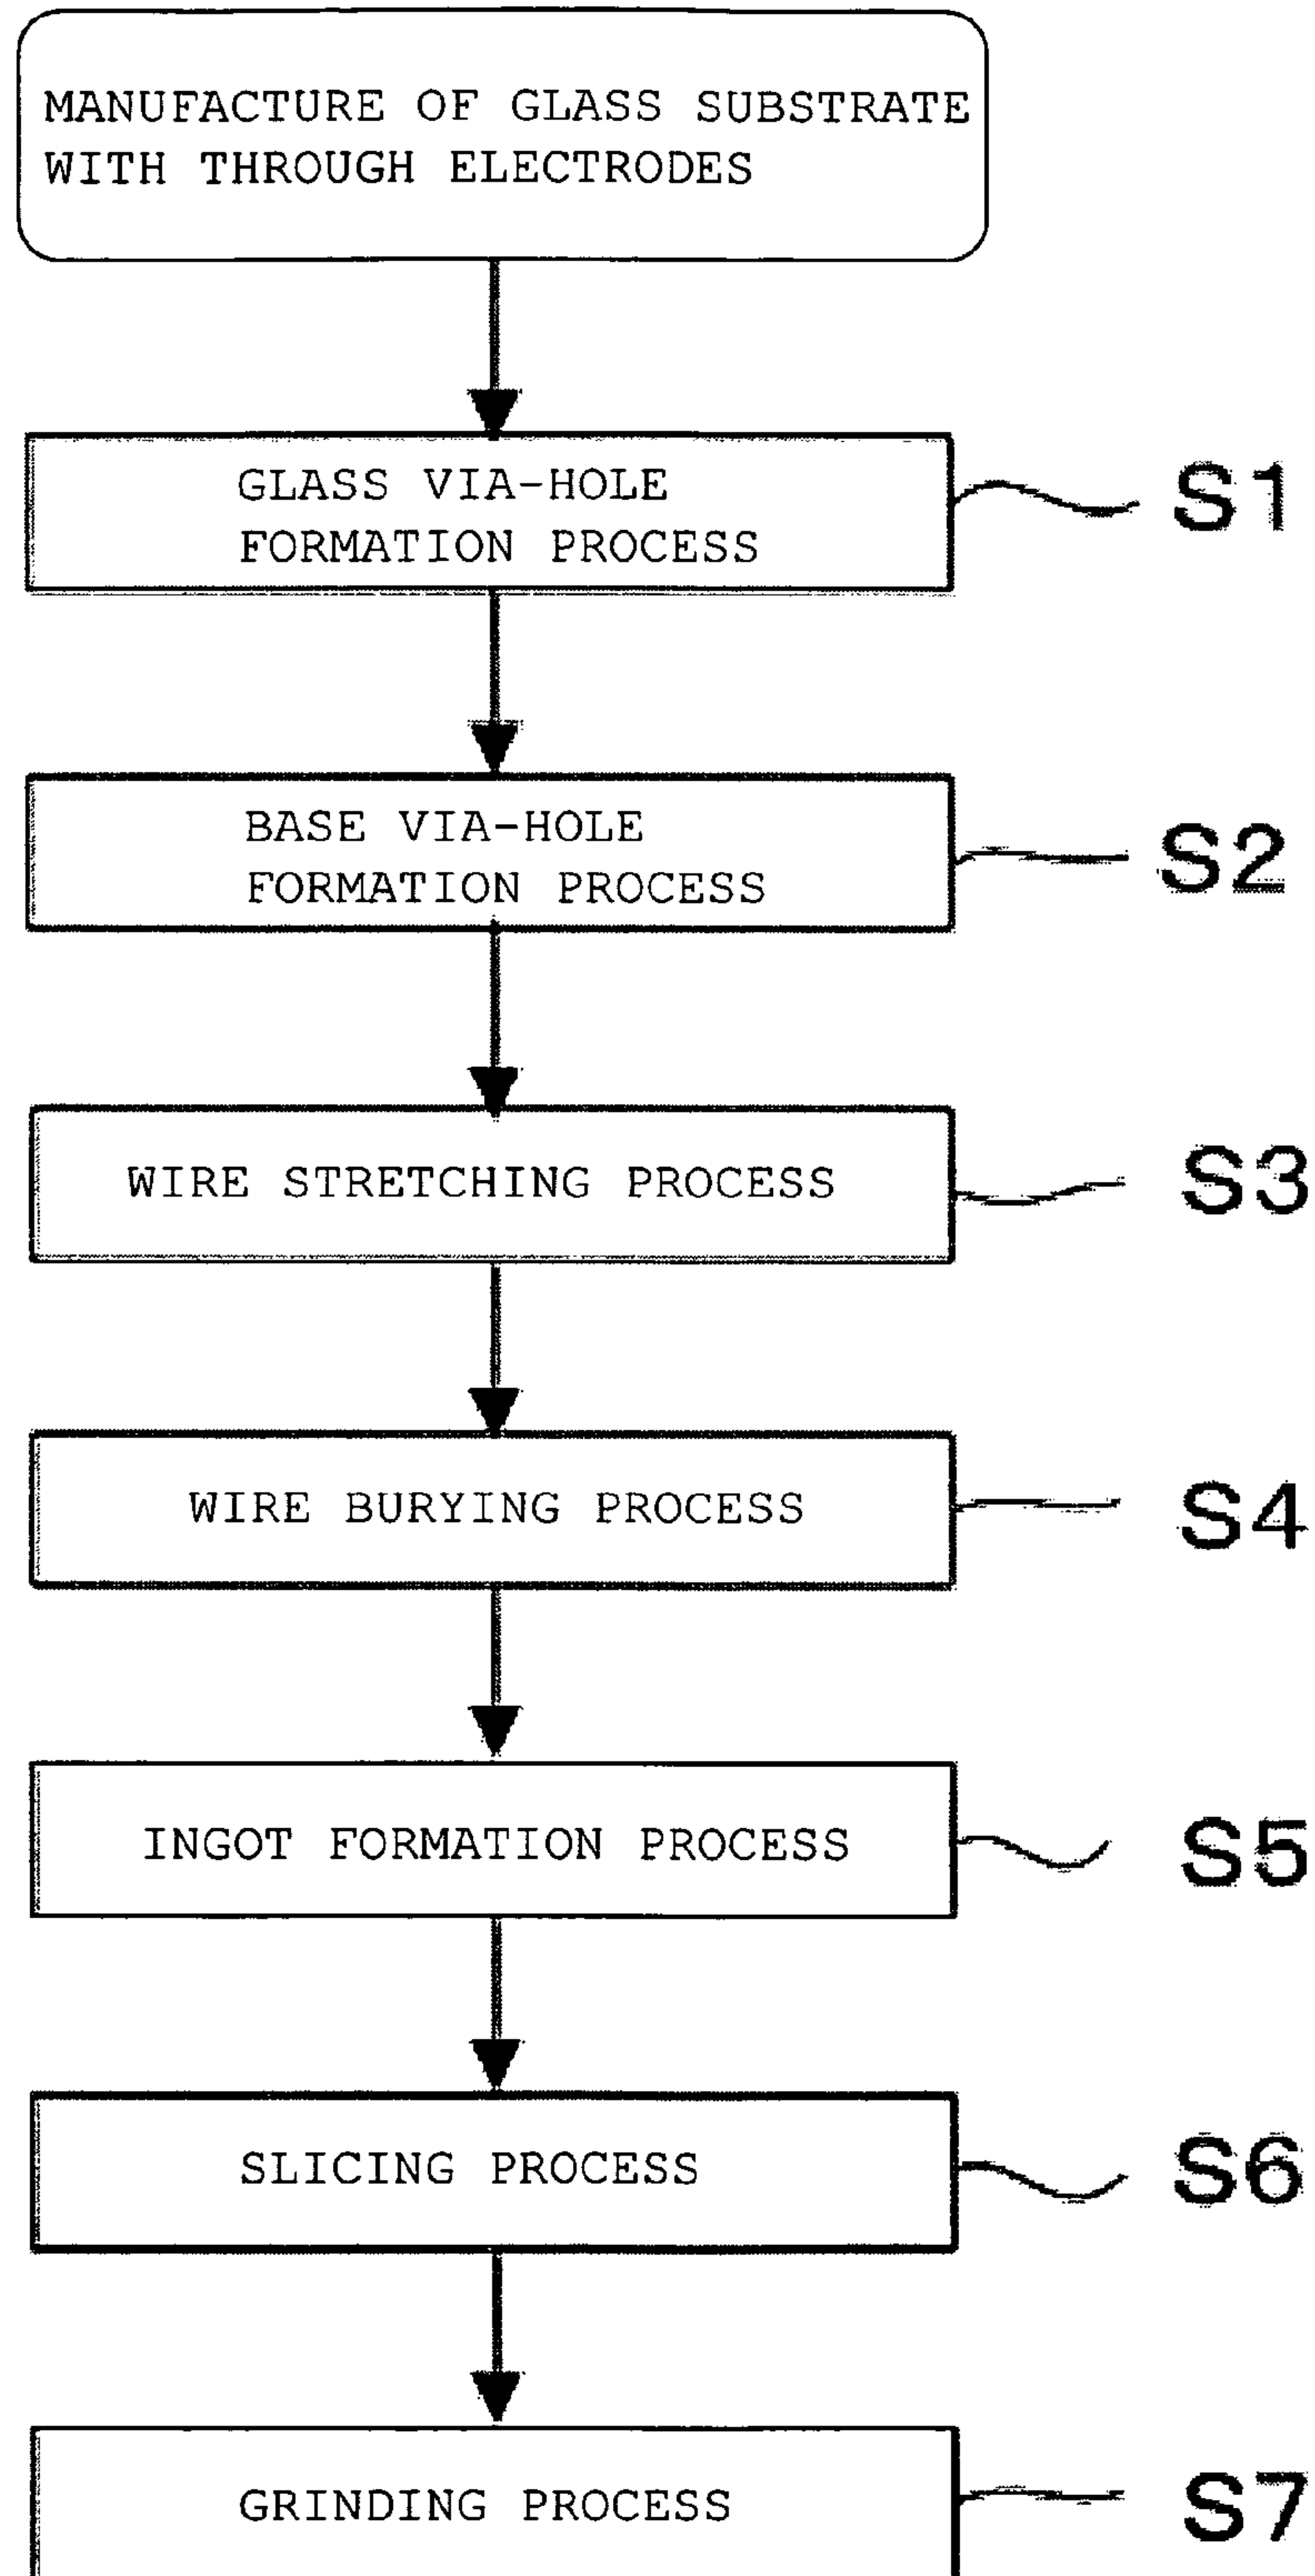 MANUFACTURE OF GLASS SUBSTRATE
WITH THROUGH ELECTRODES
GLASS VIA-HOLE
FORMATION PROCESS
S1
BASE VIA-HOLE
FORMATION PROCESS
S2
WIRE STRETCHING PROCESS
S3
WIRE BURYING PROCESS
S4
INGOT FORMATION PROCESS
S5
SLICING PROCESS
S6
GRINDING PROCESS
S7